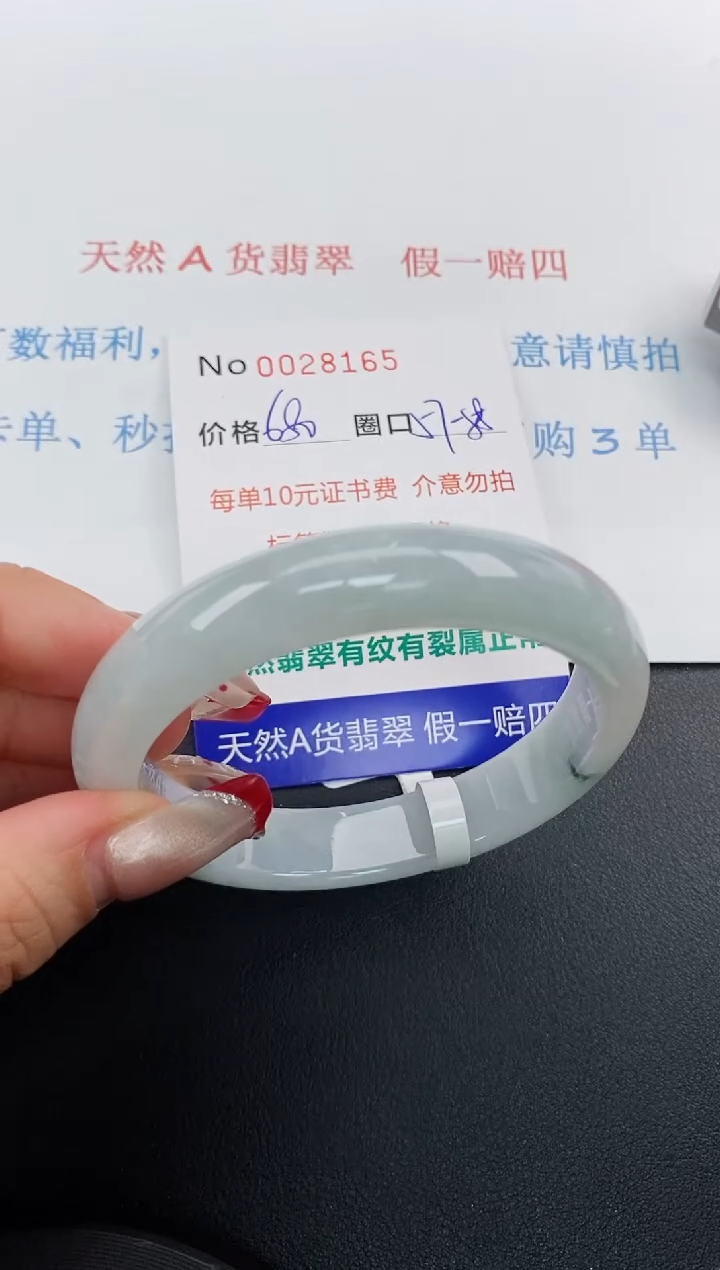 天然 A 货翡翠 假一赔四
数福利，
意请慎拍
单、秒
购 3 单
No 0028165
价格680 圈口57-58
每单10元证书费 介意勿拍
然翡翠有纹有裂属正常
天然A货翡翠 假一赔四